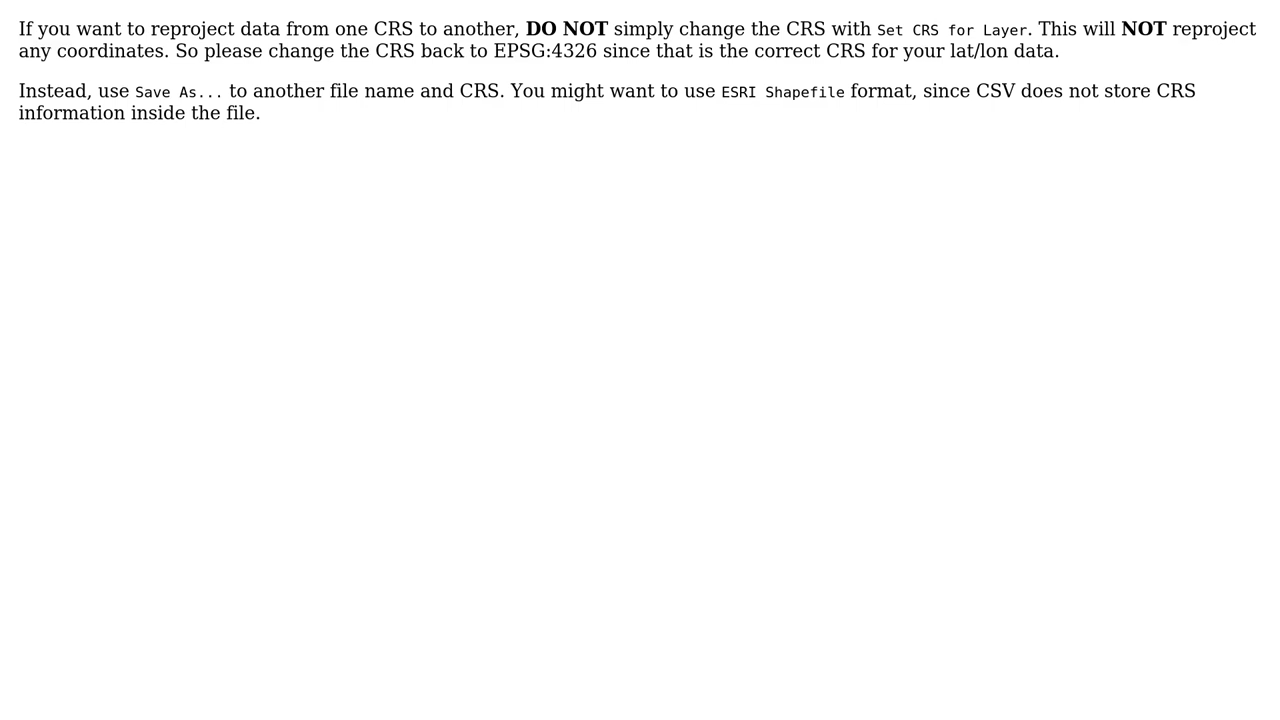 If you want to reproject data from one CRS to another, DO NOT simply change the CRS with Set CRS for Layer. This will NOT reproject
any coordinates. So please change the CRS back to EPSG:4326 since that is the correct CRS for your lat/lon data.
Instead, use Save As... to another file name and CRS. You might want to use ESRI Shapefile format, since CSV does not store CRS
information inside the file.